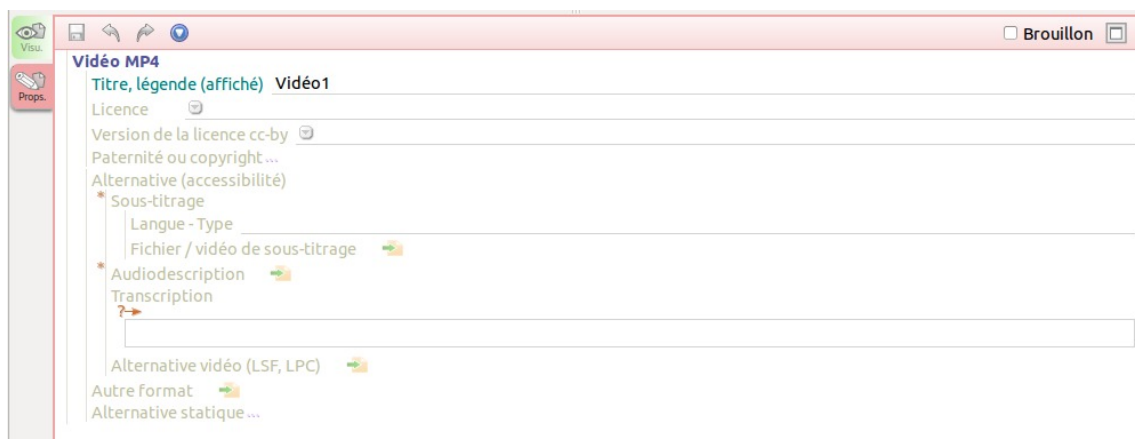 Visu.
Brouillon
Props.
Vidéo MP4
Titre, légende (affiché) Vidéo1
Licence
Version de la licence cc-by
Paternité ou copyright ...
Alternative (accessibilité)
* Sous-titrage
Langue - Type
Fichier / vidéo de sous-titrage
* Audiodescription
Transcription
?
Alternative vidéo (LSF, LPC)
Autre format
Alternative statique ...